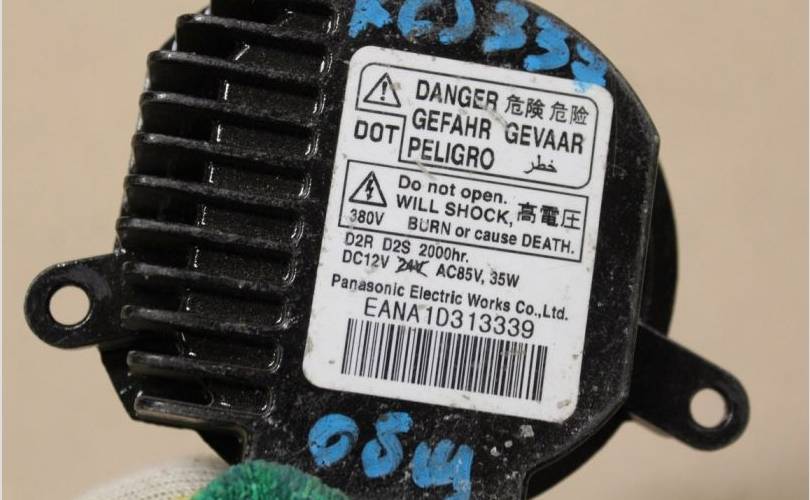 DANGER 危険 危险
GEFAHR GEVAAR
DOT PELIGRO خطر
Do not open.
WILL SHOCK, 高電圧
380V BURN or cause DEATH.
D2R D2S 2000hr.
DC12V 24V AC85V, 35W
Panasonic Electric Works Co.,Ltd.
EANA1D313339